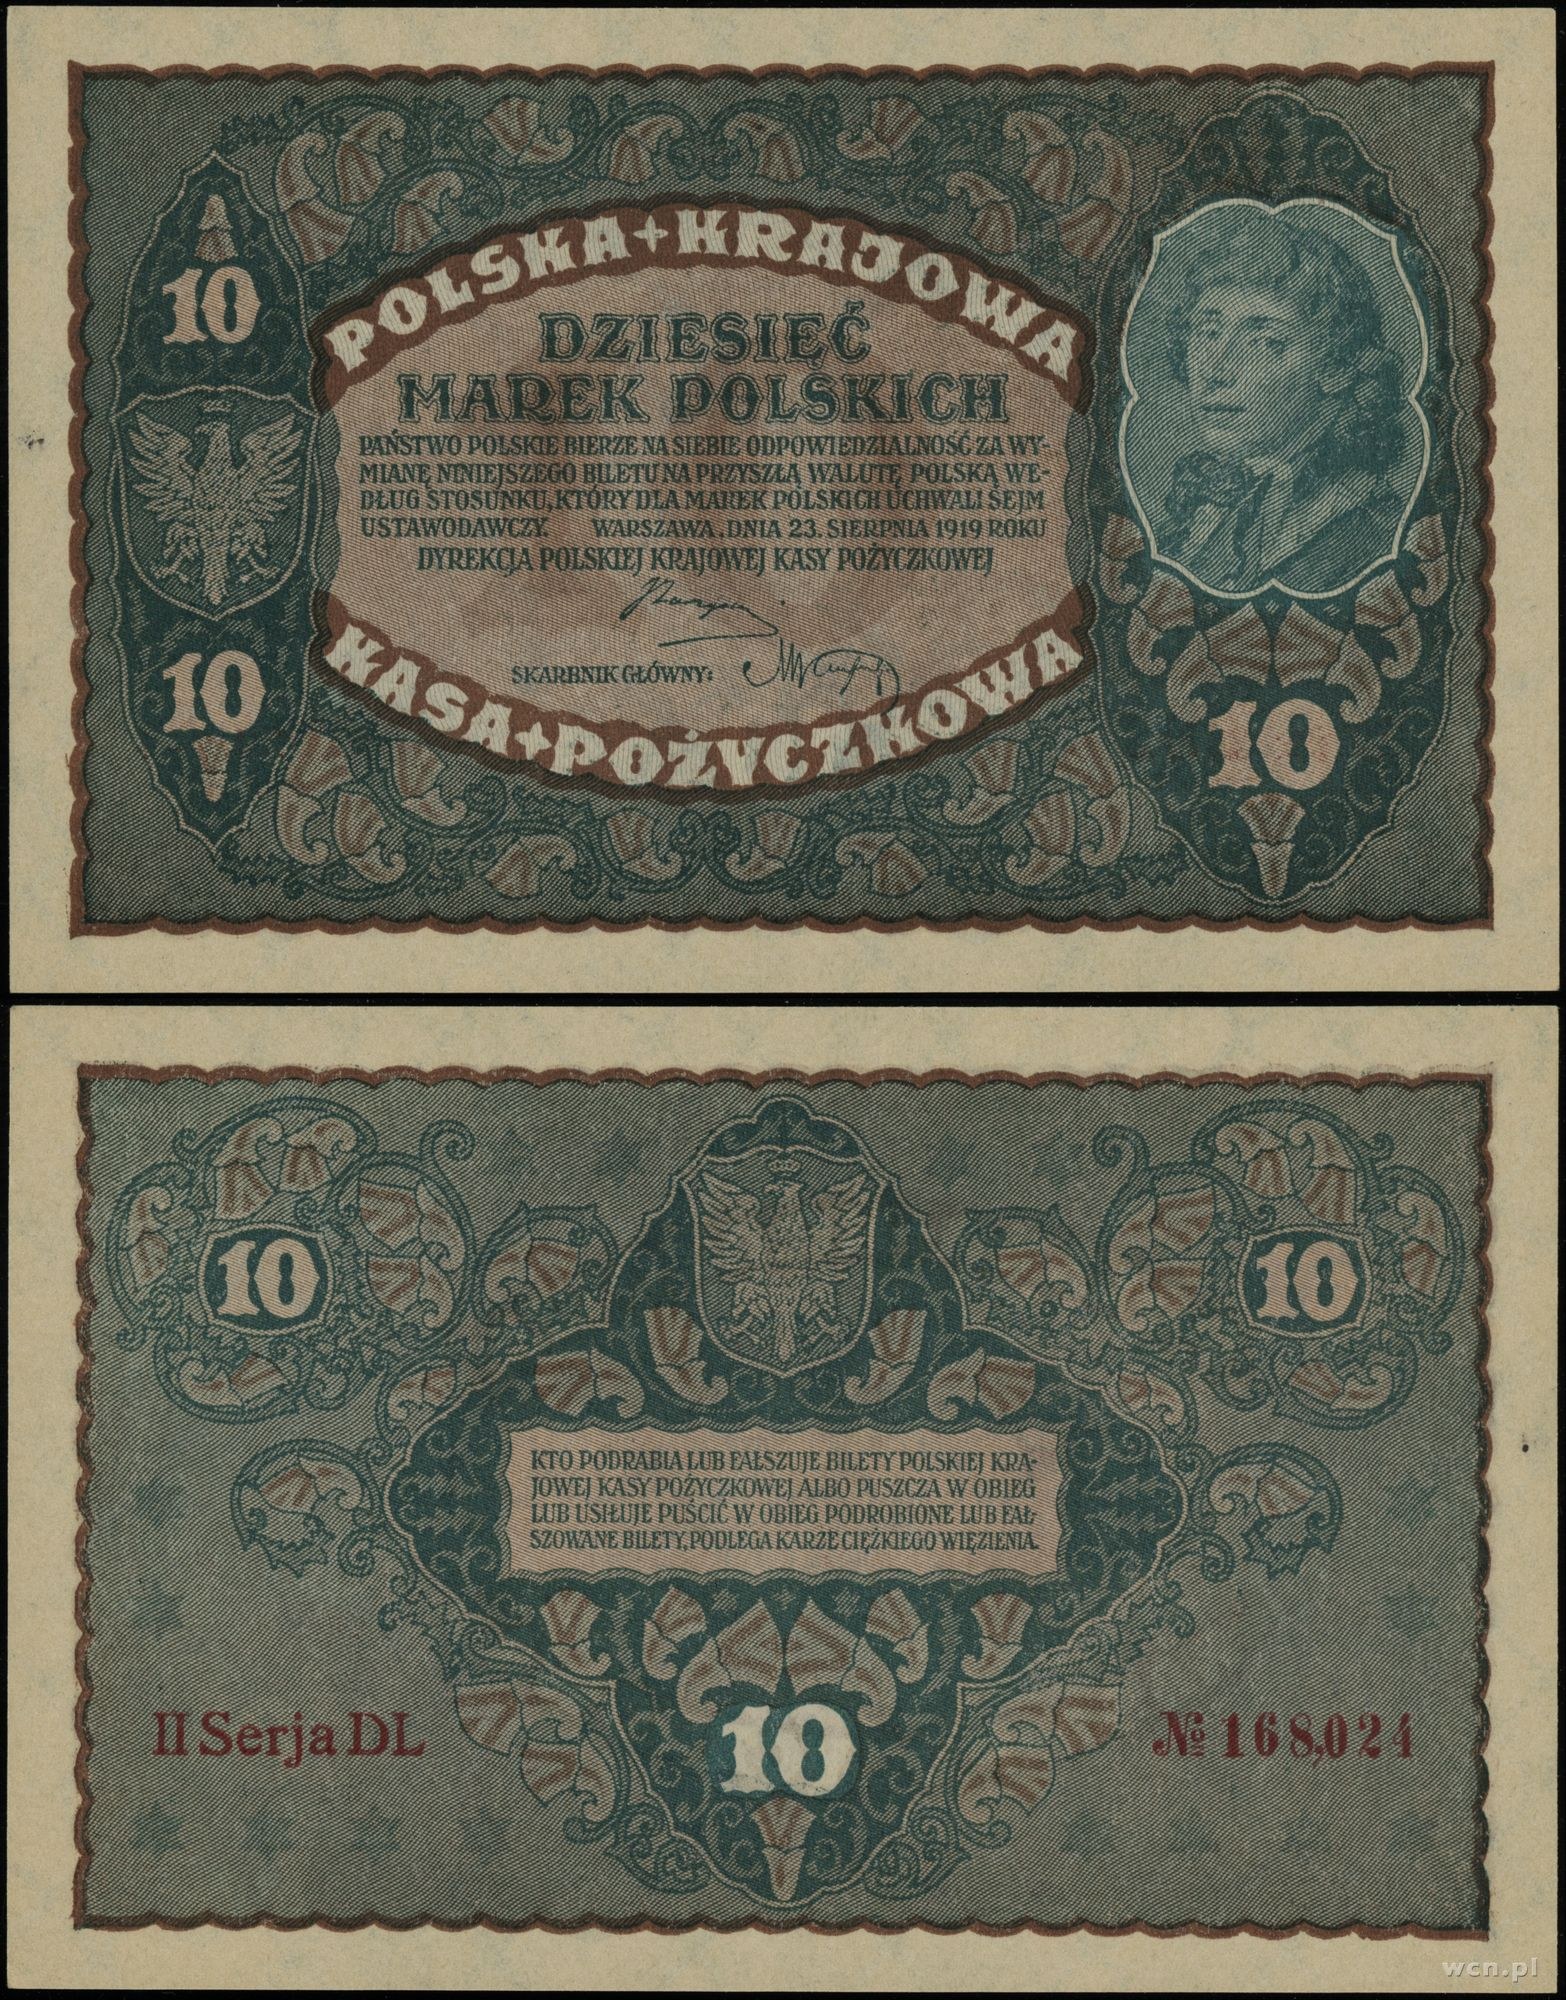 POLSKA + KRAJOWA
10
DZIESIĘĆ
MAREK POLSKICH
PAŃSTWO POLSKIE BIERZE NA SIEBIE ODPOWIEDZIALNOŚĆ ZA WY-
MIANĘ NINIEJSZEGO BILETU NA PRZYSZŁĄ WALUTĘ POLSKĄ WE-
DŁUG STOSUNKU, KTÓRY DLA MAREK POLSKICH UCHWALI SEJM
USTAWODAWCZY. WARSZAWA, DNIA 23. SIERPNIA 1919 ROKU
DYREKCJA POLSKIEJ KRAJOWEJ KASY POŻYCZKOWEJ
SKARBNIK GŁÓWNY:
10
10
KASA + POŻYCZKOWA
10
10
KTO PODRABIA LUB FAŁSZUJE BILETY POLSKIEJ KRA-
JOWEJ KASY POŻYCZKOWEJ ALBO PUSZCZA W OBIEG
LUB USIŁUJE PUŚCIĆ W OBIEG PODROBIONE LUB FAŁ-
SZOWANE BILETY, PODLEGA KARZE CIĘŻKIEGO WIĘZIENIA.
II Serja DL
10
№ 168,024
wcn.pl